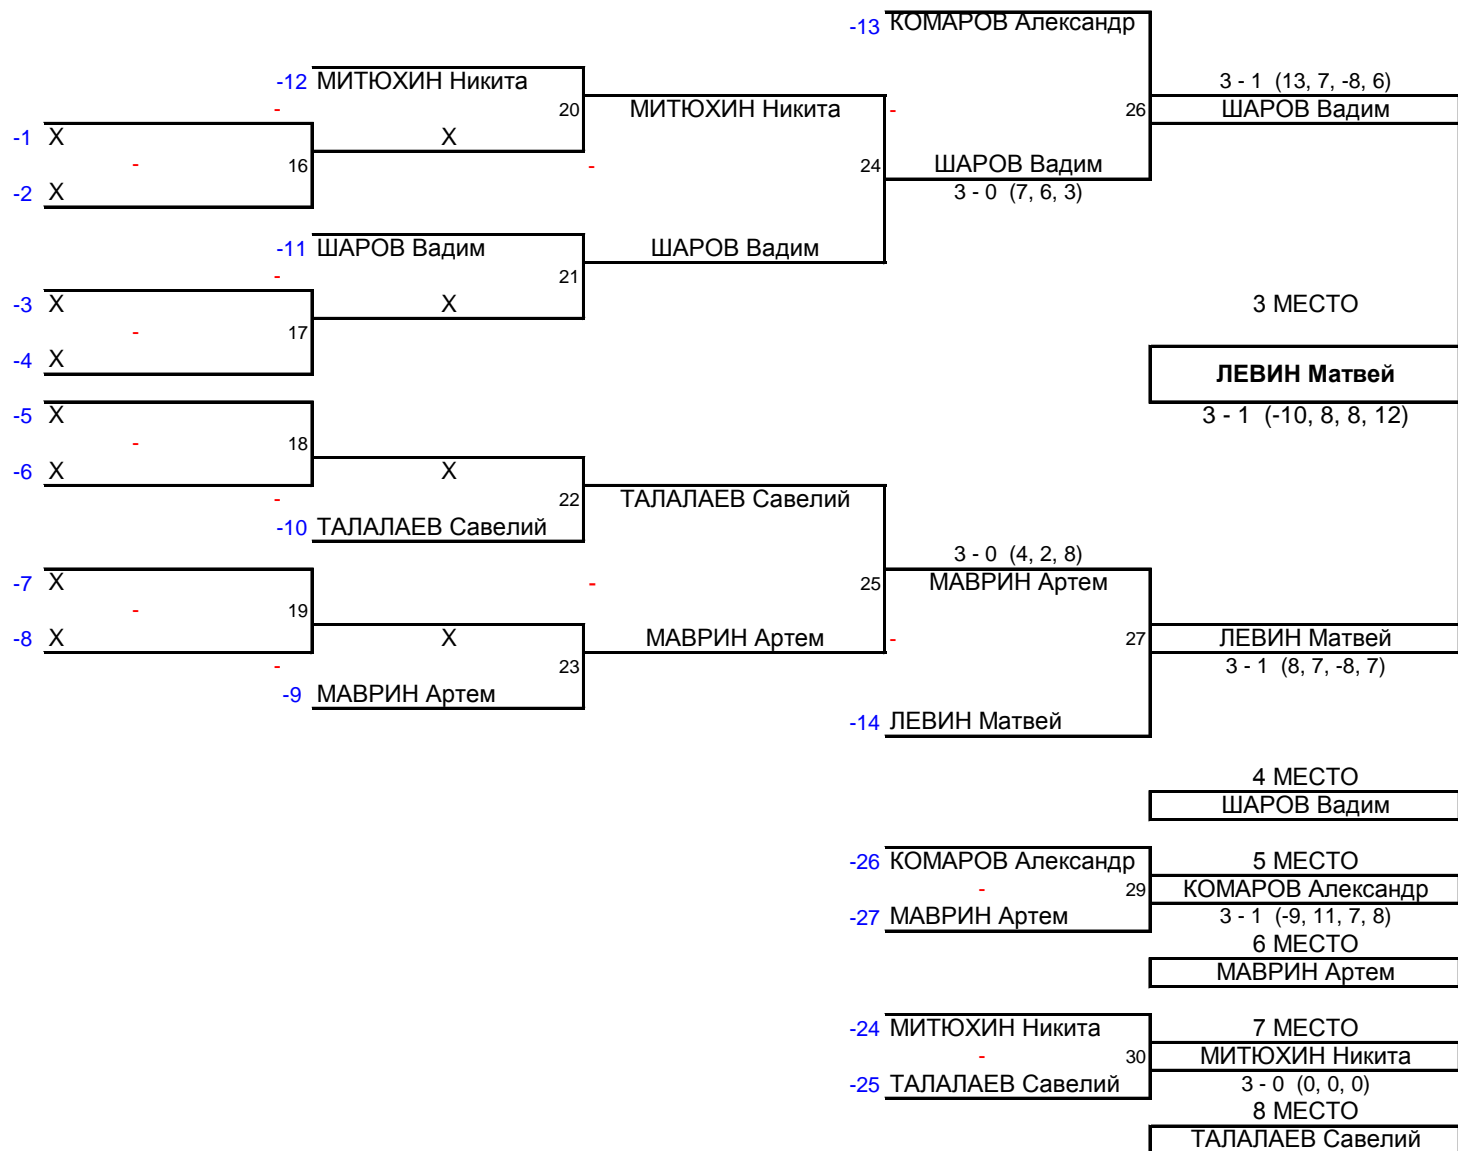 -13 КОМАРОВ Александр
-12 МИТЮХИН Никита
3 - 1 (13, 7, -8, 6)
- 20 МИТЮХИН Никита - 26 ШАРОВ Вадим
-1 X X
- 16 - 24 ШАРОВ Вадим
-2 X 3 - 0 (7, 6, 3)
-11 ШАРОВ Вадим ШАРОВ Вадим
- 21
-3 X X 3 МЕСТО
- 17
-4 X
ЛЕВИН Матвей
-5 X 3 - 1 (-10, 8, 8, 12)
- 18
-6 X X
- 22 ТАЛАЛАЕВ Савелий
-10 ТАЛАЛАЕВ Савелий
3 - 0 (4, 2, 8)
-7 X - 25 МАВРИН Артем
- 19
-8 X X МАВРИН Артем - 27 ЛЕВИН Матвей
- 23 3 - 1 (8, 7, -8, 7)
-9 МАВРИН Артем
-14 ЛЕВИН Матвей
4 МЕСТО
ШАРОВ Вадим
-26 КОМАРОВ Александр 5 МЕСТО
- 29 КОМАРОВ Александр
-27 МАВРИН Артем 3 - 1 (-9, 11, 7, 8)
6 МЕСТО
МАВРИН Артем
-24 МИТЮХИН Никита 7 МЕСТО
- 30 МИТЮХИН Никита
-25 ТАЛАЛАЕВ Савелий 3 - 0 (0, 0, 0)
8 МЕСТО
ТАЛАЛАЕВ Савелий